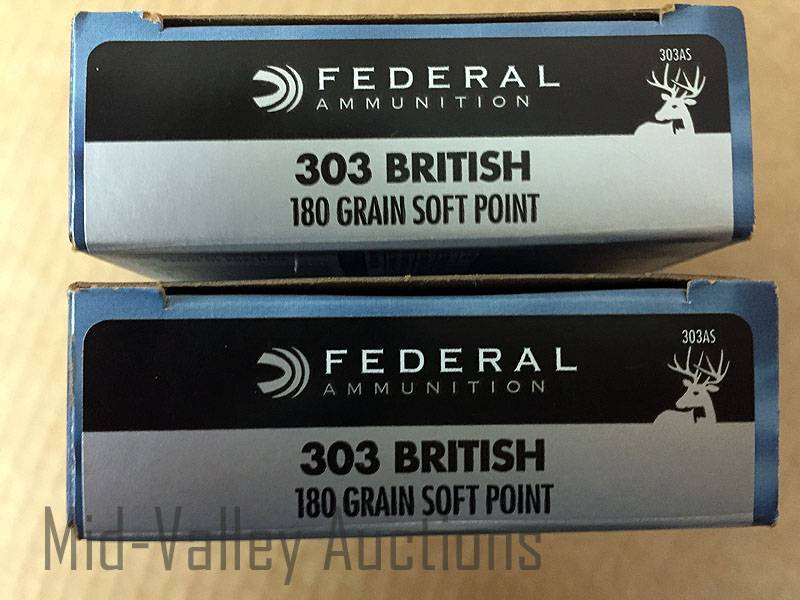 303AS
FEDERAL
AMMUNITION
303 BRITISH
180 GRAIN SOFT POINT
303AS
FEDERAL
AMMUNITION
303 BRITISH
180 GRAIN SOFT POINT
Mid-Valley Auctions